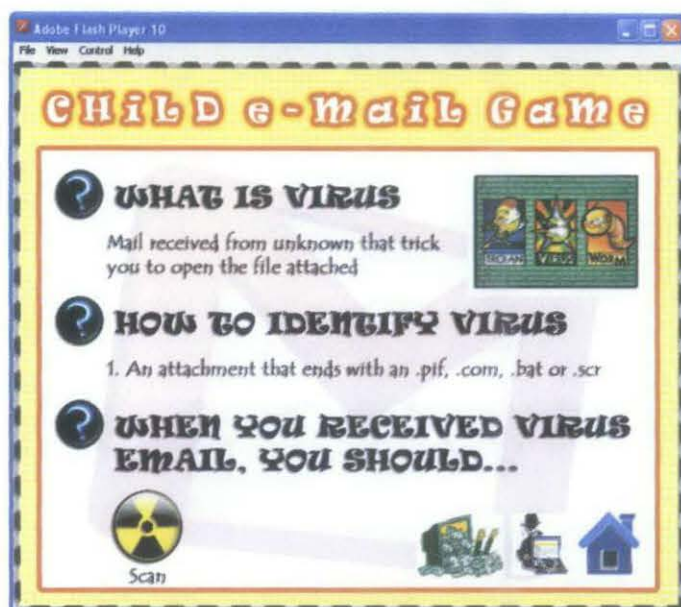 Adobe Flash Player 10
File View Control Help
CHiLD e-maiL Game
WHAT IS VIRUS
Mail received from unknown that trick
you to open the file attached
TROJAN VIRUS WORM
HOW TO IDENTIFY VIRUS
1. An attachment that ends with an .pif, .com, .bat or .scr
WHEN YOU RECEIVED VIRUS
EMAIL, YOU SHOULD...
Scan